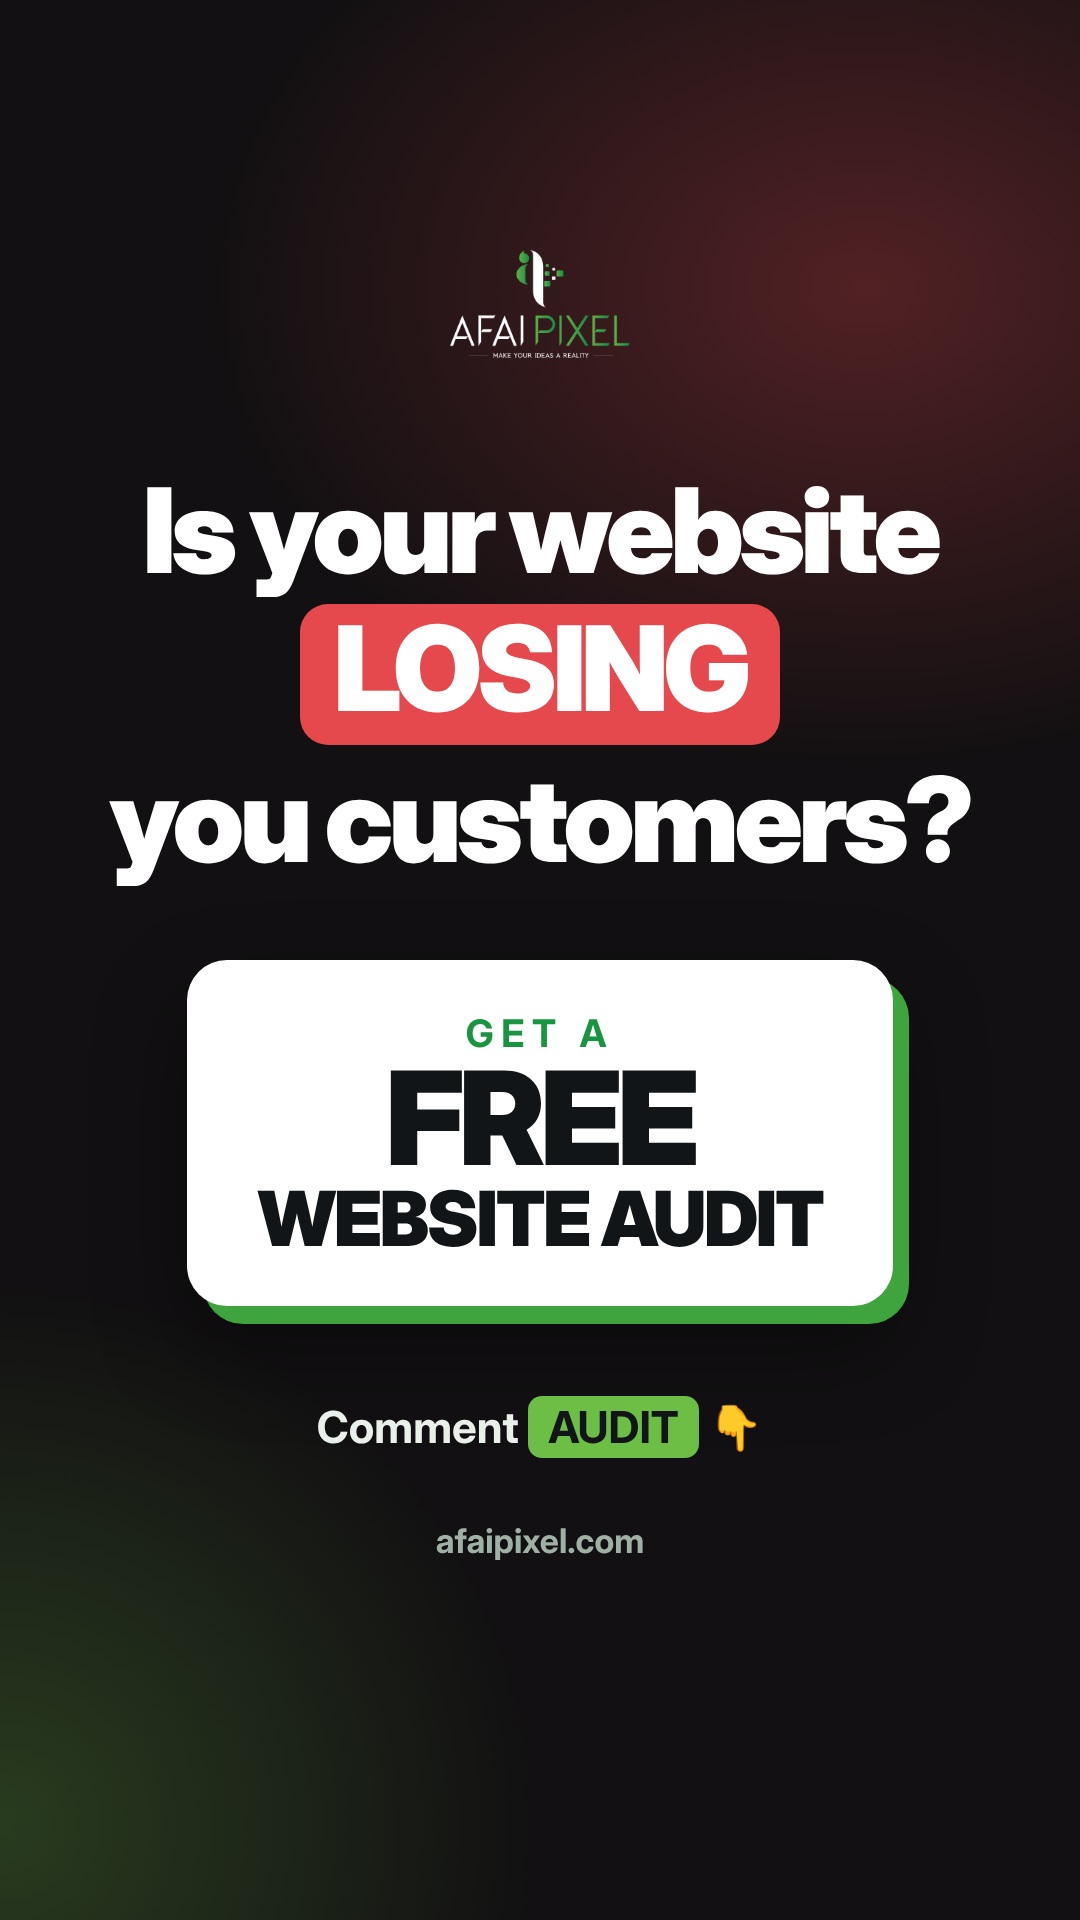 AFAI PIXEL
MAKE YOUR IDEAS A REALITY
Is your website
LOSING
you customers?
GET A
FREE
WEBSITE AUDIT
Comment AUDIT 👇
afaipixel.com